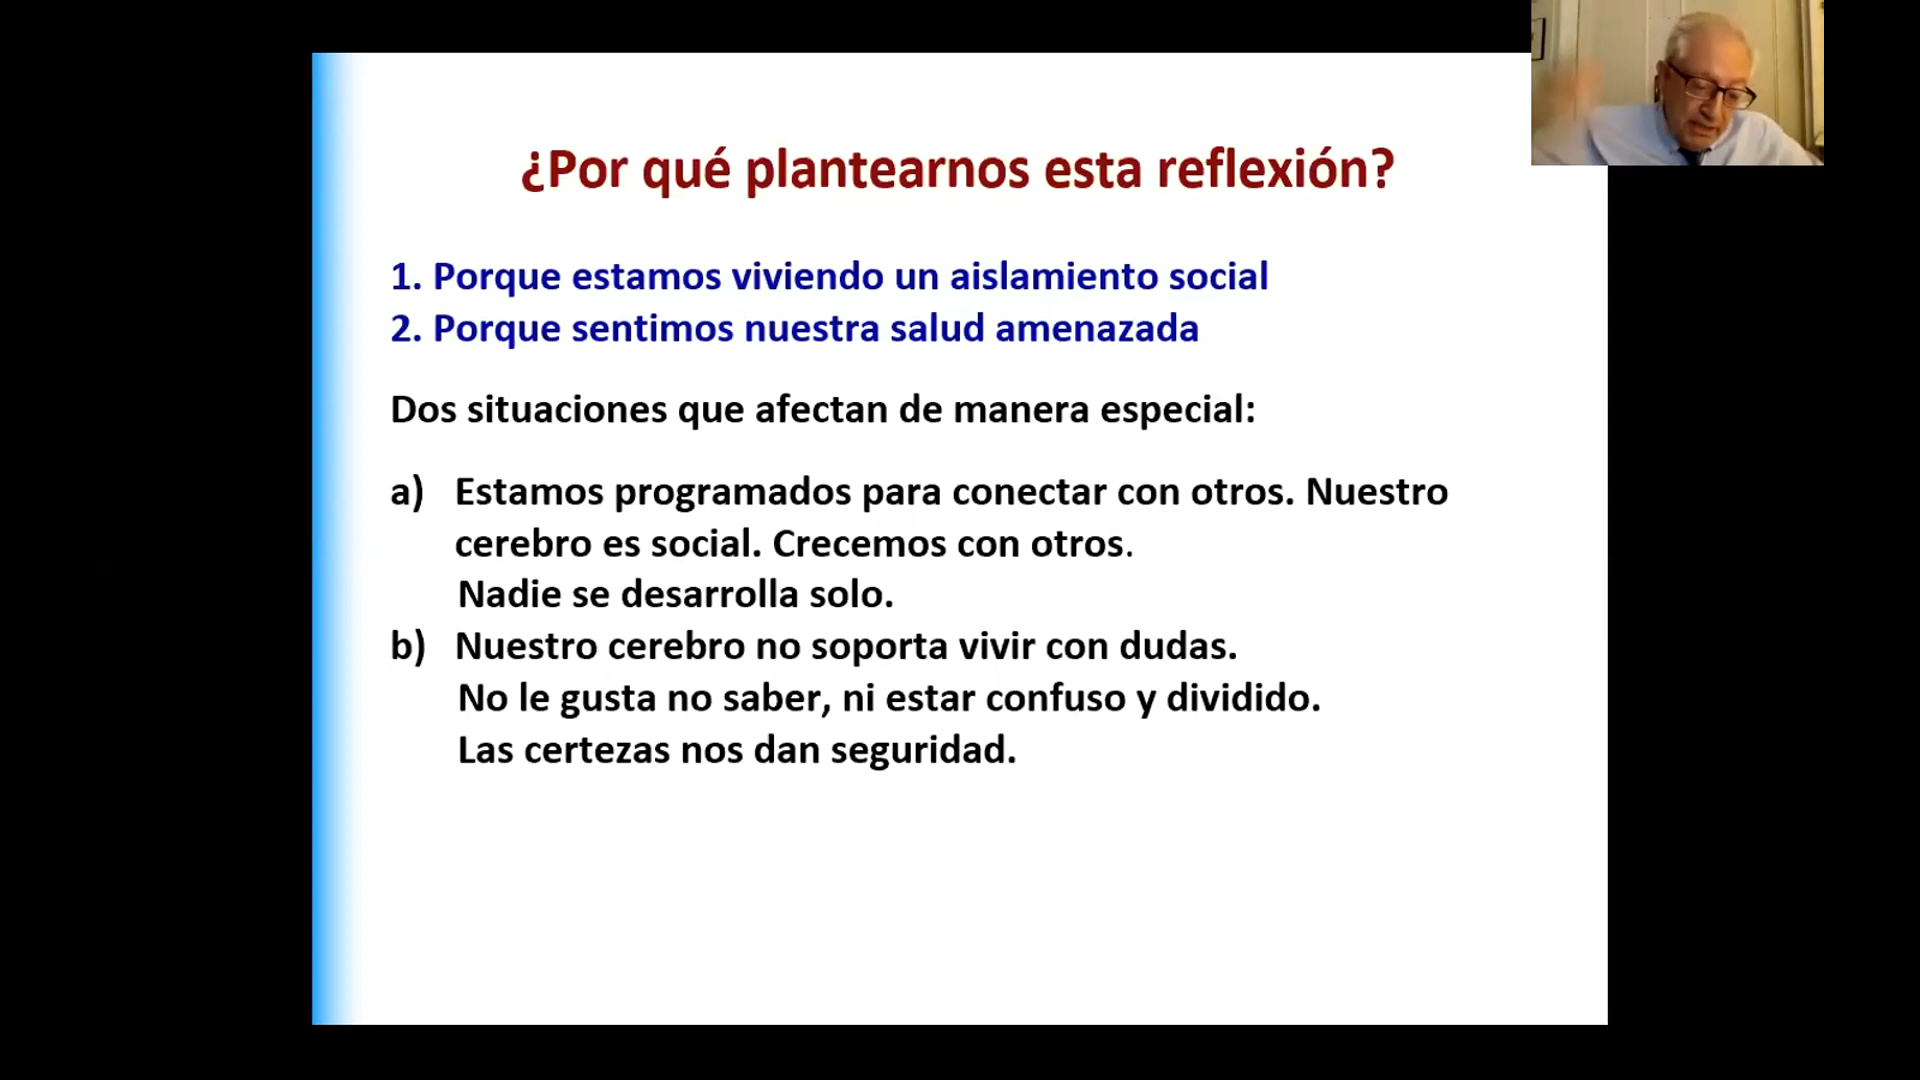 ¿Por qué plantearnos esta reflexión?
1. Porque estamos viviendo un aislamiento social
2. Porque sentimos nuestra salud amenazada
Dos situaciones que afectan de manera especial:
a) Estamos programados para conectar con otros. Nuestro
cerebro es social. Crecemos con otros.
Nadie se desarrolla solo.
b) Nuestro cerebro no soporta vivir con dudas.
No le gusta no saber, ni estar confuso y dividido.
Las certezas nos dan seguridad.